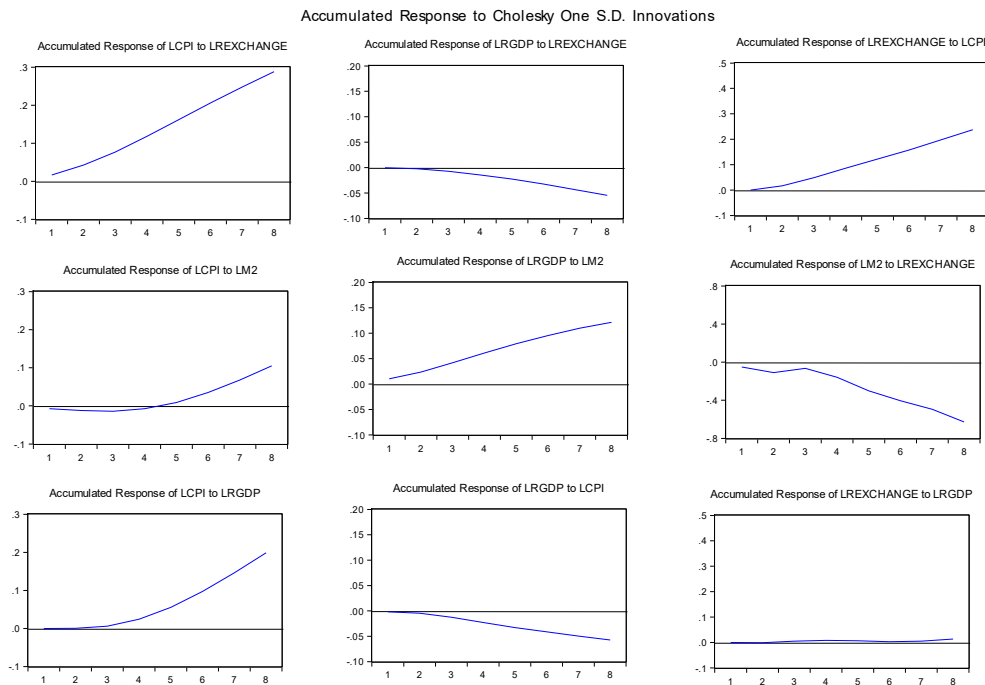 Accumulated Response to Cholesky One S.D. Innovations
Accumulated Response of LCPI to LREXCHANGE
.3
.2
.1
.0
-.1
1 2 3 4 5 6 7 8
Accumulated Response of LRGDP to LREXCHANGE
.20
.15
.10
.05
.00
-.05
-.10
1 2 3 4 5 6 7 8
Accumulated Response of LREXCHANGE to LCPI
.5
.4
.3
.2
.1
.0
-.1
1 2 3 4 5 6 7 8
Accumulated Response of LCPI to LM2
.3
.2
.1
.0
-.1
1 2 3 4 5 6 7 8
Accumulated Response of LRGDP to LM2
.20
.15
.10
.05
.00
-.05
-.10
1 2 3 4 5 6 7 8
Accumulated Response of LM2 to LREXCHANGE
.8
.4
.0
-.4
-.8
1 2 3 4 5 6 7 8
Accumulated Response of LCPI to LRGDP
.3
.2
.1
.0
-.1
1 2 3 4 5 6 7 8
Accumulated Response of LRGDP to LCPI
.20
.15
.10
.05
.00
-.05
-.10
1 2 3 4 5 6 7 8
Accumulated Response of LREXCHANGE to LRGDP
.5
.4
.3
.2
.1
.0
-.1
1 2 3 4 5 6 7 8